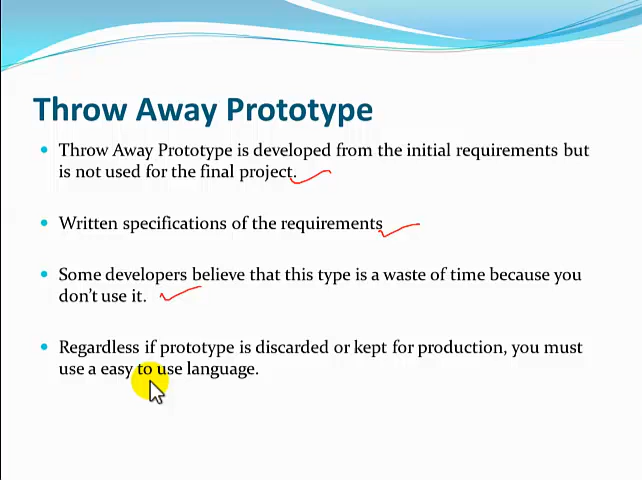 Throw Away Prototype
Throw Away Prototype is developed from the initial requirements but
is not used for the final project.
Written specifications of the requirements
Some developers believe that this type is a waste of time because you
don't use it.
Regardless if prototype is discarded or kept for production, you must
use a easy to use language.